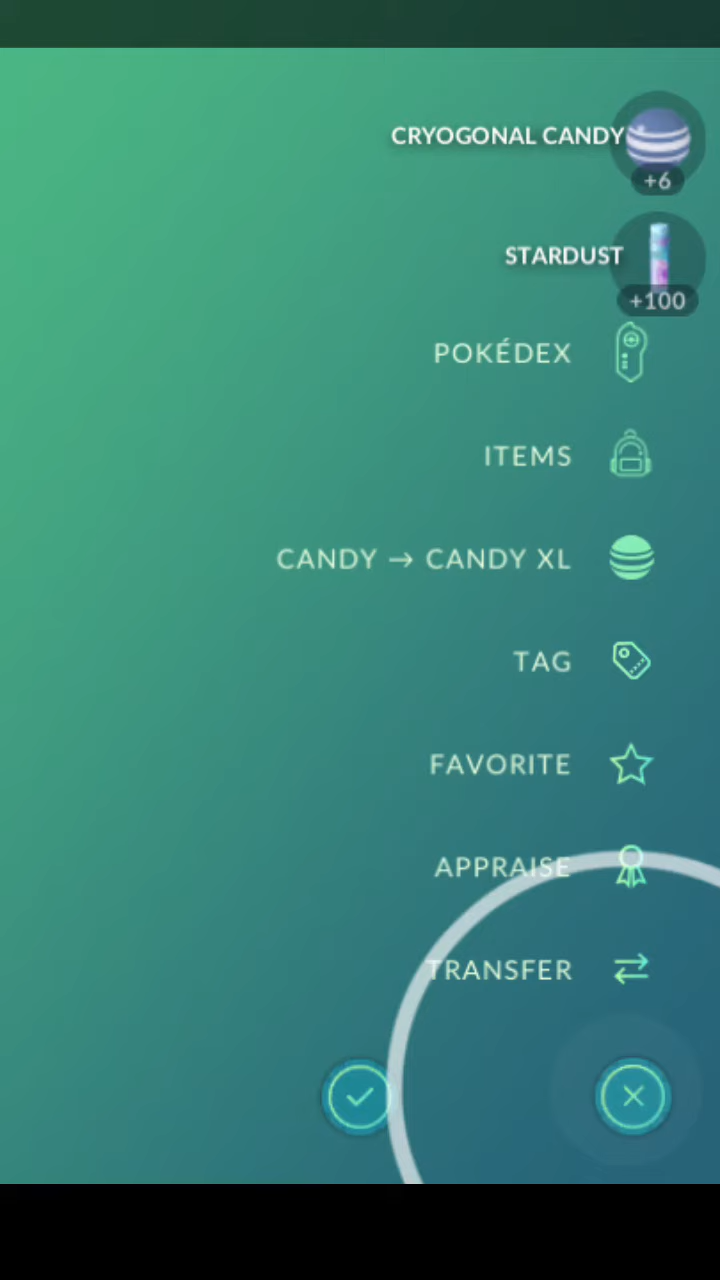 CRYOGONAL CANDY
+6
STARDUST
+100
POKÉDEX
ITEMS
CANDY → CANDY XL
TAG
FAVORITE
APPRAISE
TRANSFER